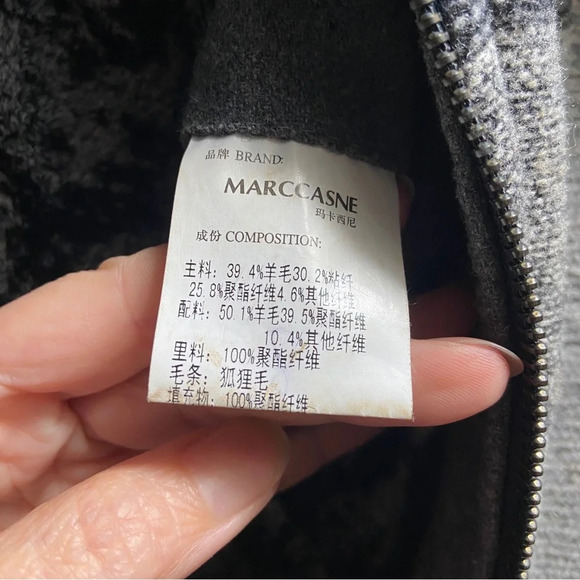 品牌 BRAND:
MARCCASNE
玛卡西尼
成份 COMPOSITION:
主料: 39.4%羊毛30.2%粘纤
25.8%聚酯纤维4.6%其他纤维
配料: 50.1%羊毛39.5%聚酯纤维
10.4%其他纤维
里料: 100%聚酯纤维
毛条: 狐狸毛
填充物: 100%聚酯纤维